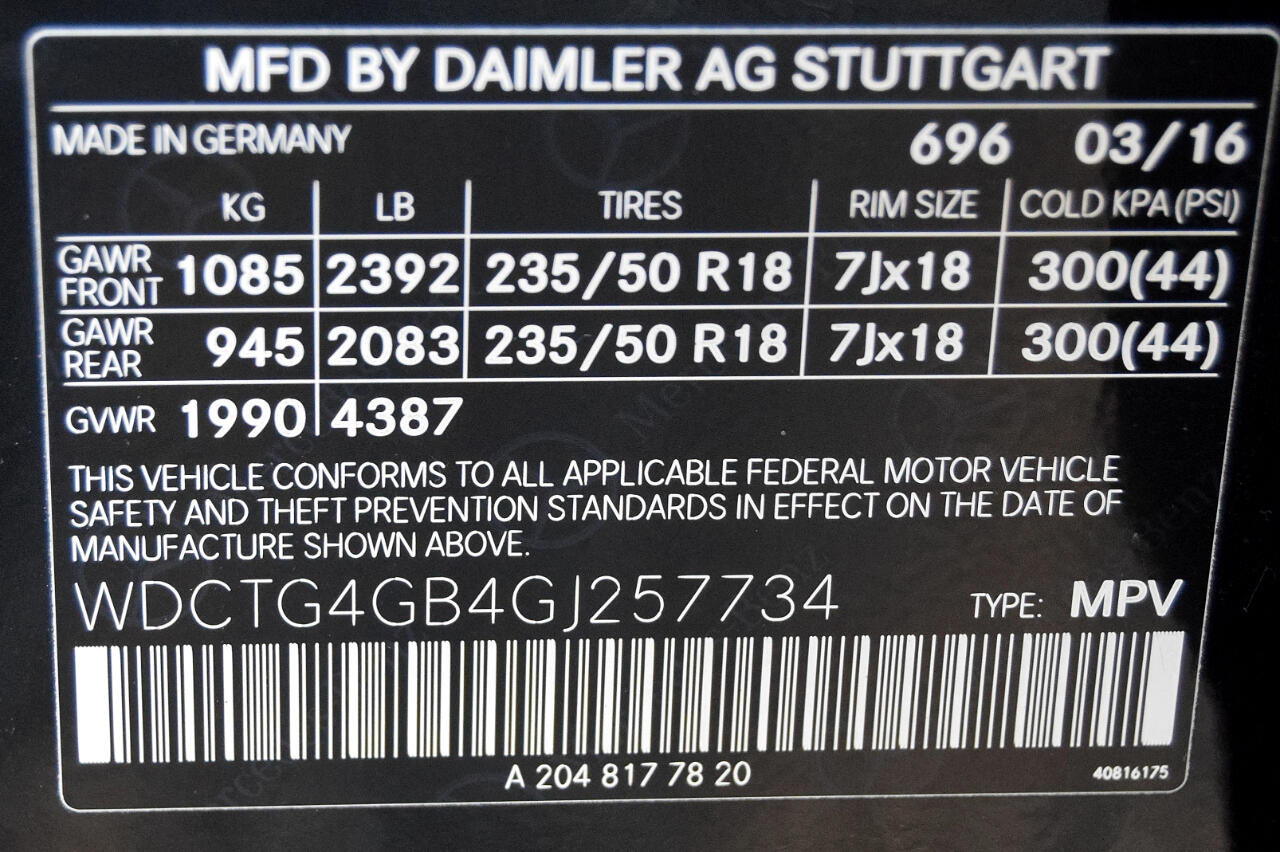 MFD BY DAIMLER AG STUTTGART
MADE IN GERMANY 696 03/16
KG LB TIRES RIM SIZE COLD KPA (PSI)
GAWR FRONT 1085 2392 235/50 R18 7Jx18 300(44)
GAWR REAR 945 2083 235/50 R18 7Jx18 300(44)
GVWR 1990 4387
THIS VEHICLE CONFORMS TO ALL APPLICABLE FEDERAL MOTOR VEHICLE
SAFETY AND THEFT PREVENTION STANDARDS IN EFFECT ON THE DATE OF
MANUFACTURE SHOWN ABOVE.
WDCTG4GB4GJ257734 TYPE: MPV
A 204 817 78 20 40816175